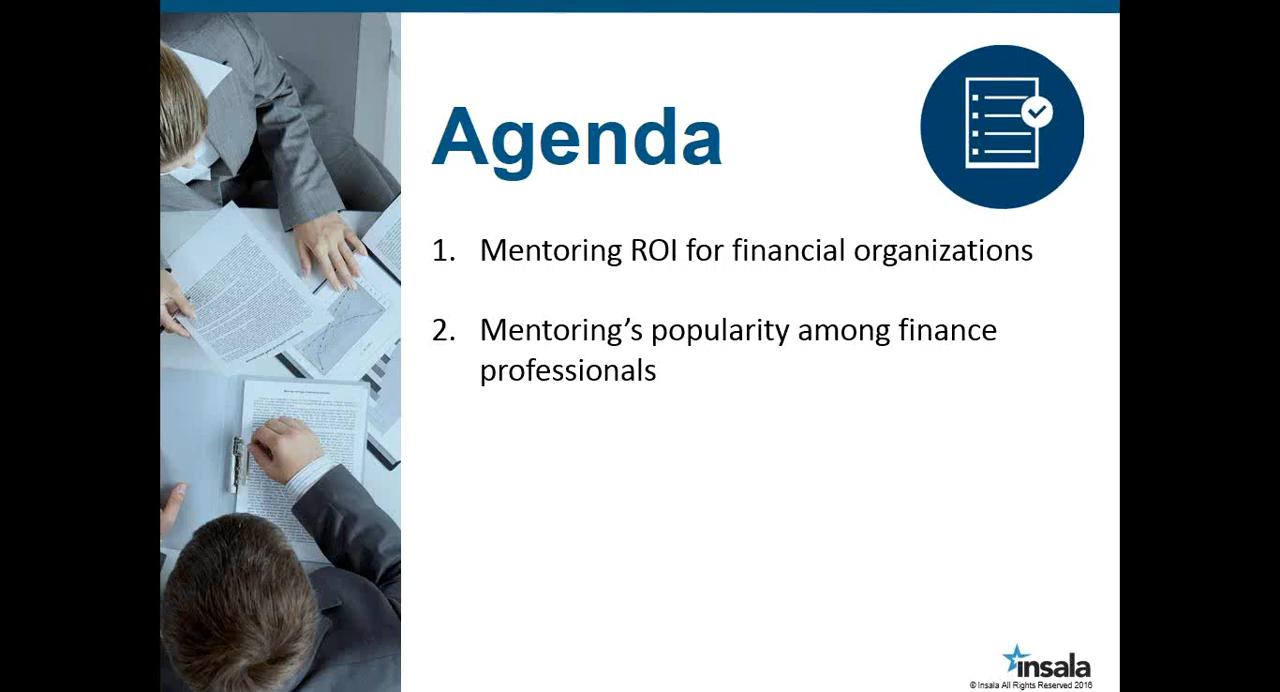 Agenda
1. Mentoring ROI for financial organizations
2. Mentoring’s popularity among finance
professionals
insala
© Insala All Rights Reserved 2016